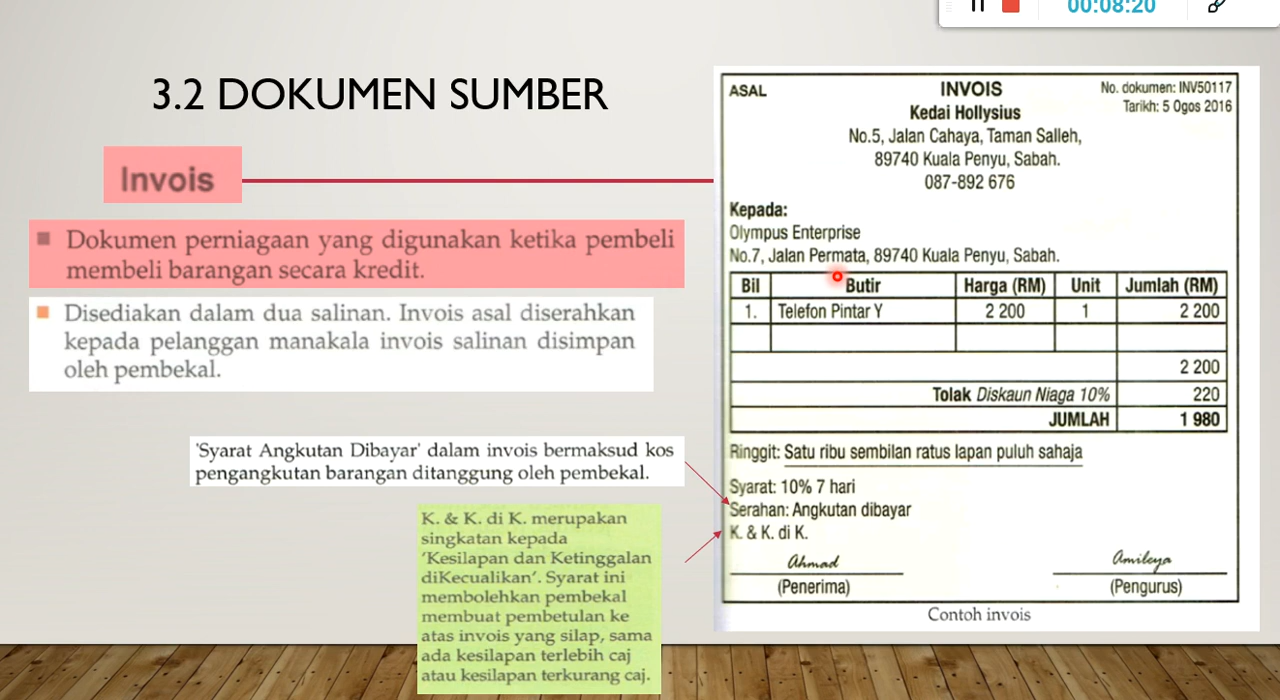 00:08:20
3.2 DOKUMEN SUMBER
Invois
Dokumen perniagaan yang digunakan ketika pembeli
membeli barangan secara kredit.
Disediakan dalam dua salinan. Invois asal diserahkan
kepada pelanggan manakala invois salinan disimpan
oleh pembekal.
'Syarat Angkutan Dibayar' dalam invois bermaksud kos
pengangkutan barangan ditanggung oleh pembekal.
K. & K. di K. merupakan
singkatan kepada
'Kesilapan dan Ketinggalan
diKecualikan'. Syarat ini
membolehkan pembekal
membuat pembetulan ke
atas invois yang silap, sama
ada kesilapan terlebih caj
atau kesilapan terkurang caj.
ASAL INVOIS No. dokumen: INV50117
Kedai Hollysius Tarikh: 5 Ogos 2016
No.5, Jalan Cahaya, Taman Salleh,
89740 Kuala Penyu, Sabah.
087-892 676
Kepada:
Olympus Enterprise
No.7, Jalan Permata, 89740 Kuala Penyu, Sabah.
Bil Butir Harga (RM) Unit Jumlah (RM)
1. Telefon Pintar Y 2 200 1 2 200
2 200
Tolak Diskaun Niaga 10% 220
JUMLAH 1 980
Ringgit: Satu ribu sembilan ratus lapan puluh sahaja
Syarat: 10% 7 hari
Serahan: Angkutan dibayar
K. & K. di K.
Ahmad Amileya
(Penerima) (Pengurus)
Contoh invois